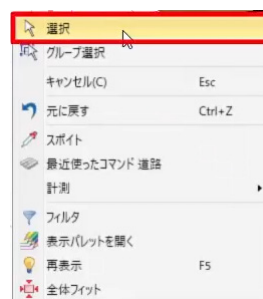 選択
グループ選択
キャンセル(C) Esc
元に戻す Ctrl+Z
スポイト
最近使ったコマンド 道路
計測
フィルタ
表示パレットを開く
再表示 F5
全体フィット